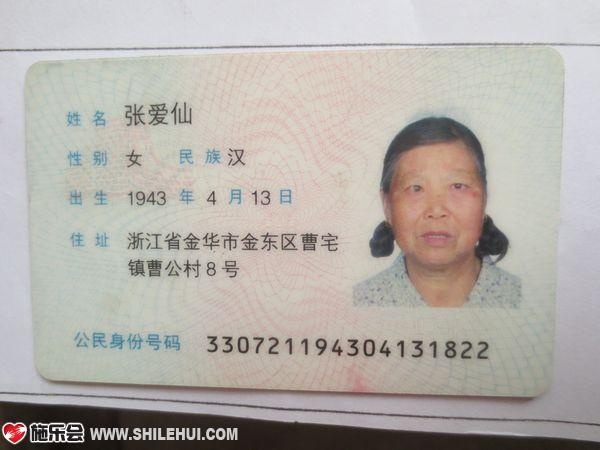 姓名 张爱仙
性别 女 民族 汉
出生 1943 年 4 月 13 日
住址 浙江省金华市金东区曹宅
镇曹公村8号
公民身份号码 330721194304131822
施乐会 WWW.SHILEHUI.COM